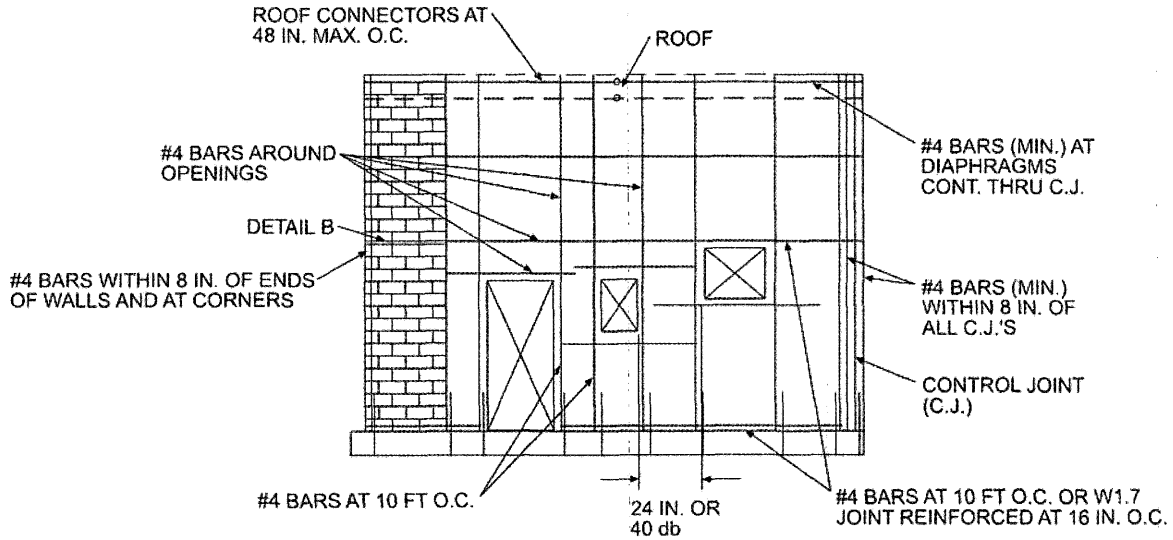 ROOF CONNECTORS AT
48 IN. MAX. O.C.
ROOF
#4 BARS AROUND
OPENINGS
#4 BARS (MIN.) AT
DIAPHRAGMS
CONT. THRU C.J.
DETAIL B
#4 BARS WITHIN 8 IN. OF ENDS
OF WALLS AND AT CORNERS
#4 BARS (MIN.)
WITHIN 8 IN. OF
ALL C.J.'S
CONTROL JOINT
(C.J.)
#4 BARS AT 10 FT O.C.
24 IN. OR
40 db
#4 BARS AT 10 FT O.C. OR W1.7
JOINT REINFORCED AT 16 IN. O.C.